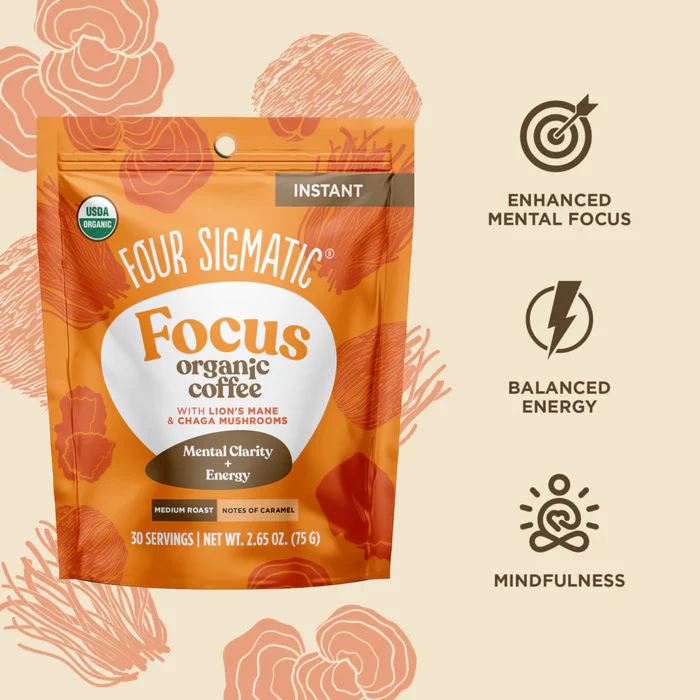 INSTANT
USDA
ORGANIC
FOUR SIGMATIC®
Focus
organic
coffee
WITH LION'S MANE
& CHAGA MUSHROOMS
Mental Clarity
+
Energy
MEDIUM ROAST NOTES OF CARAMEL
30 SERVINGS | NET WT. 2.65 OZ. (75 G)
ENHANCED
MENTAL FOCUS
BALANCED
ENERGY
MINDFULNESS